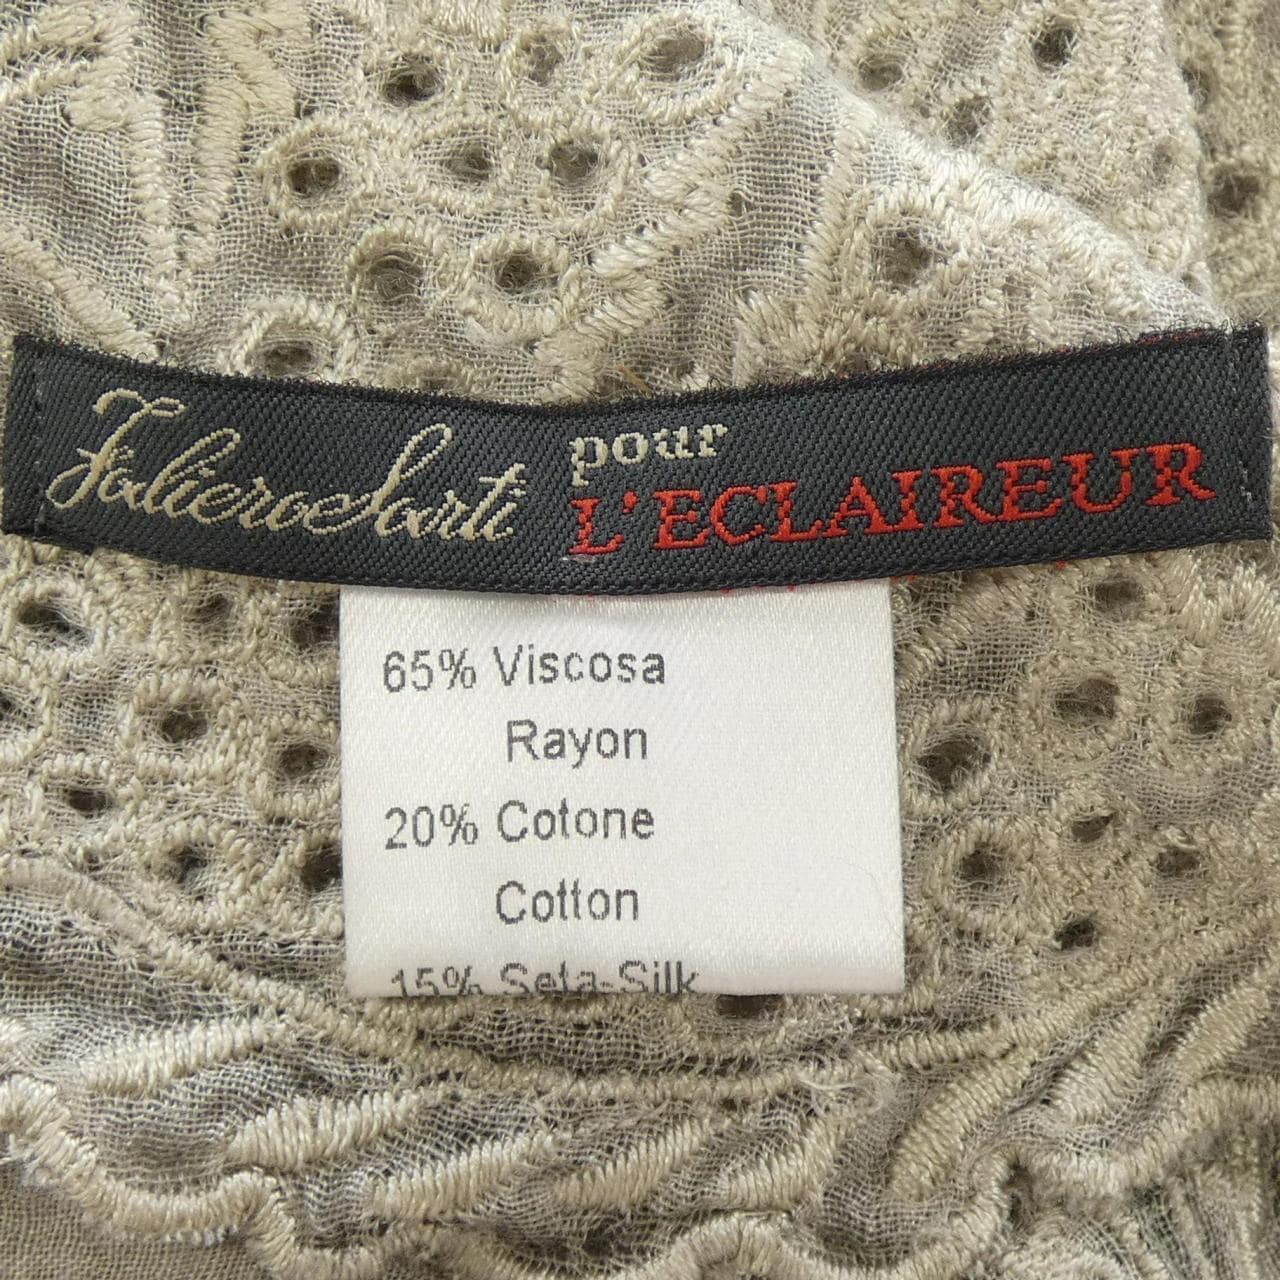 Faliero Sarti
pour
L'ECLAIREUR
65% Viscosa
Rayon
20% Cotone
Cotton
15% Seta-Silk